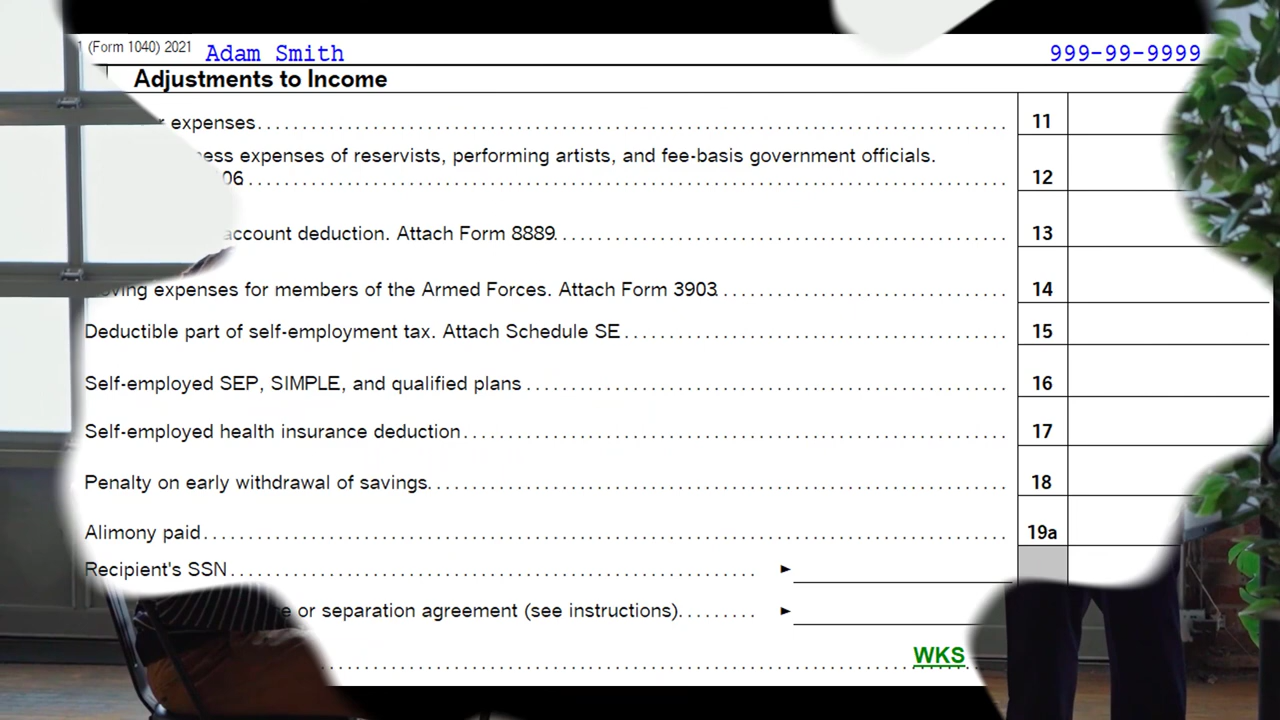 1 (Form 1040) 2021 Adam Smith 999-99-9999
Adjustments to Income
expenses 11
expenses of reservists, performing artists, and fee-basis government officials.
06 12
account deduction. Attach Form 8889 13
expenses for members of the Armed Forces. Attach Form 3903 14
Deductible part of self-employment tax. Attach Schedule SE 15
Self-employed SEP, SIMPLE, and qualified plans 16
Self-employed health insurance deduction 17
Penalty on early withdrawal of savings 18
Alimony paid 19a
Recipient's SSN
or separation agreement (see instructions)
WKS